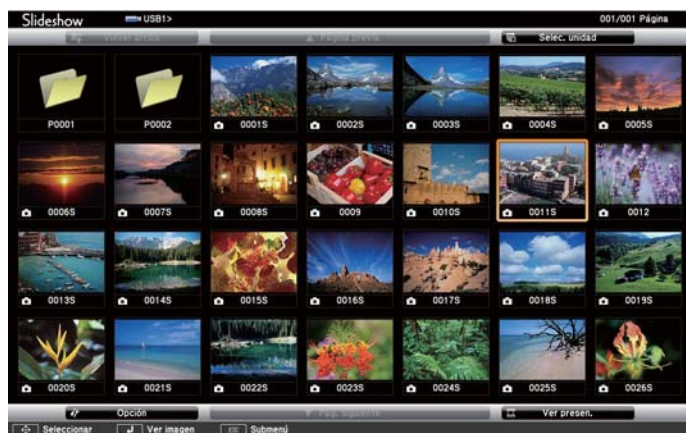 Slideshow USB1> 001/001 Página
Volver arriba Página previa Selec. unidad
P0001 P0002 0001S 0002S 0003S 0004S 0005S
0006S 0007S 0008S 0009 0010S 0011S 0012
0013S 0014S 0015S 0016S 0017S 0018S 0019S
0020S 0021S 0022S 0023S 0024S 0025S 0026S
Opción Pág. siguiente Ver presen.
Seleccionar Ver imagen Esc Submenú